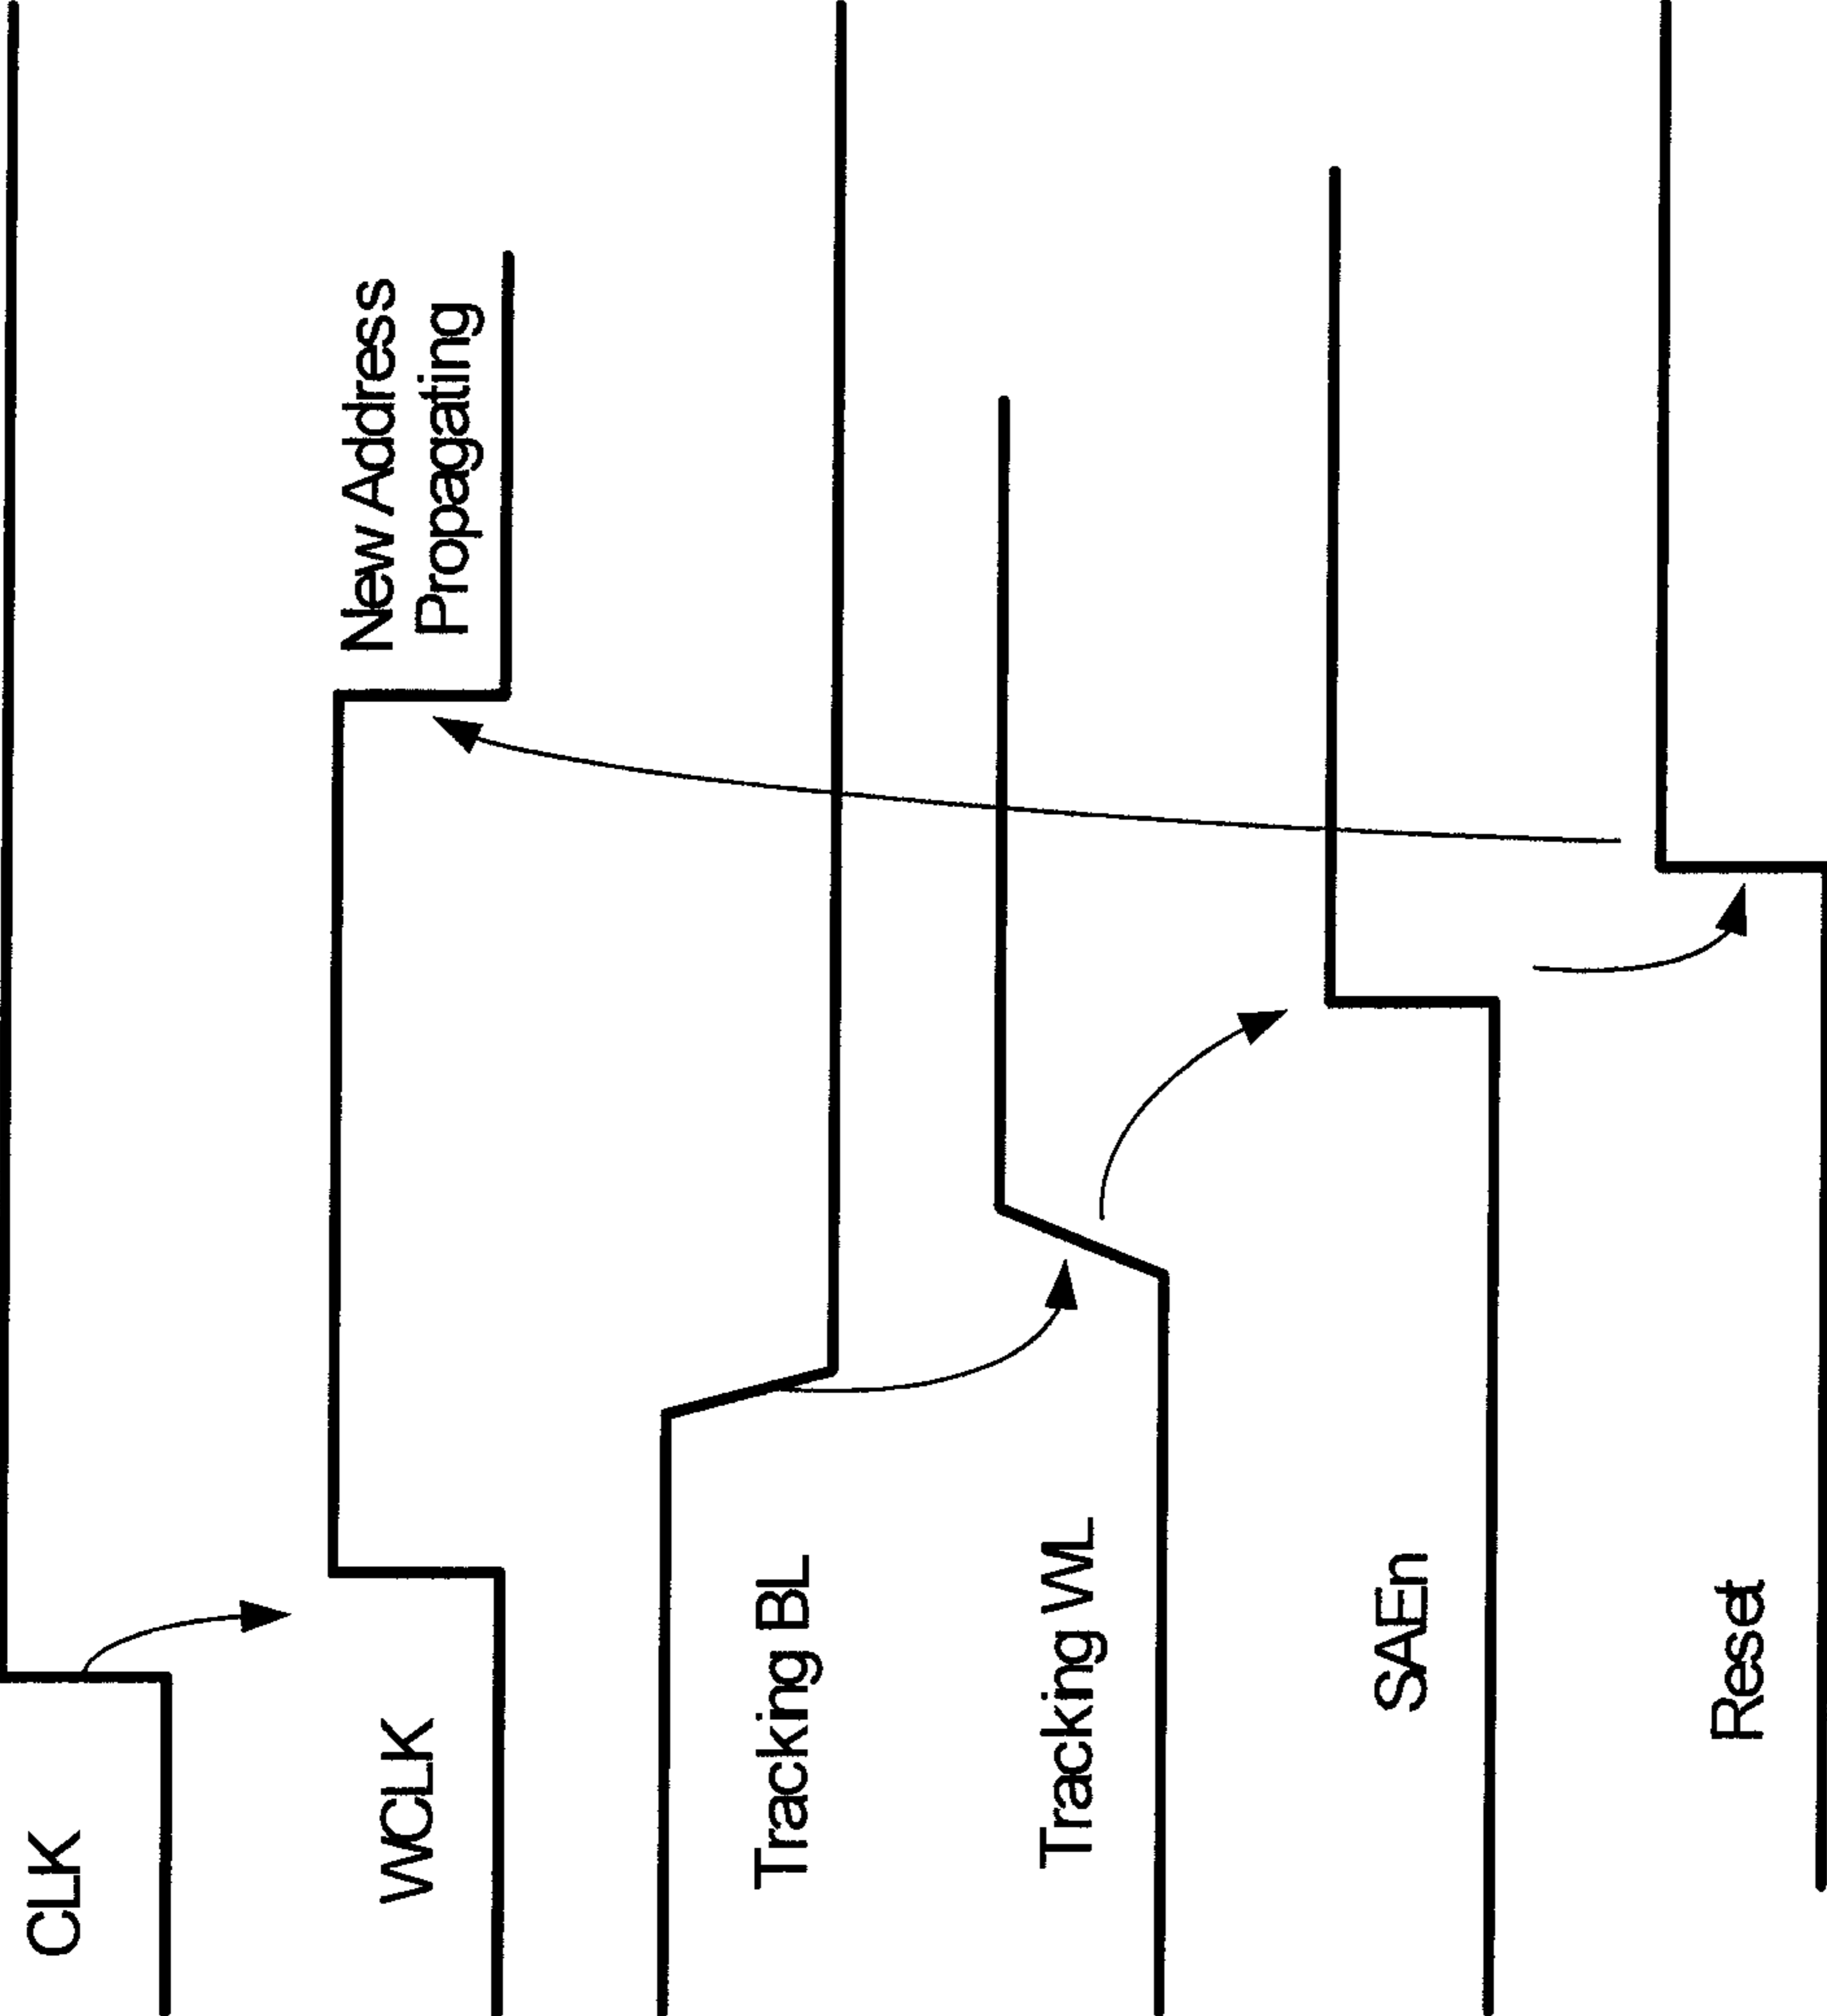 CLK
WCLK
New Address
Propagating
Tracking BL
Tracking WL
SAEn
Reset